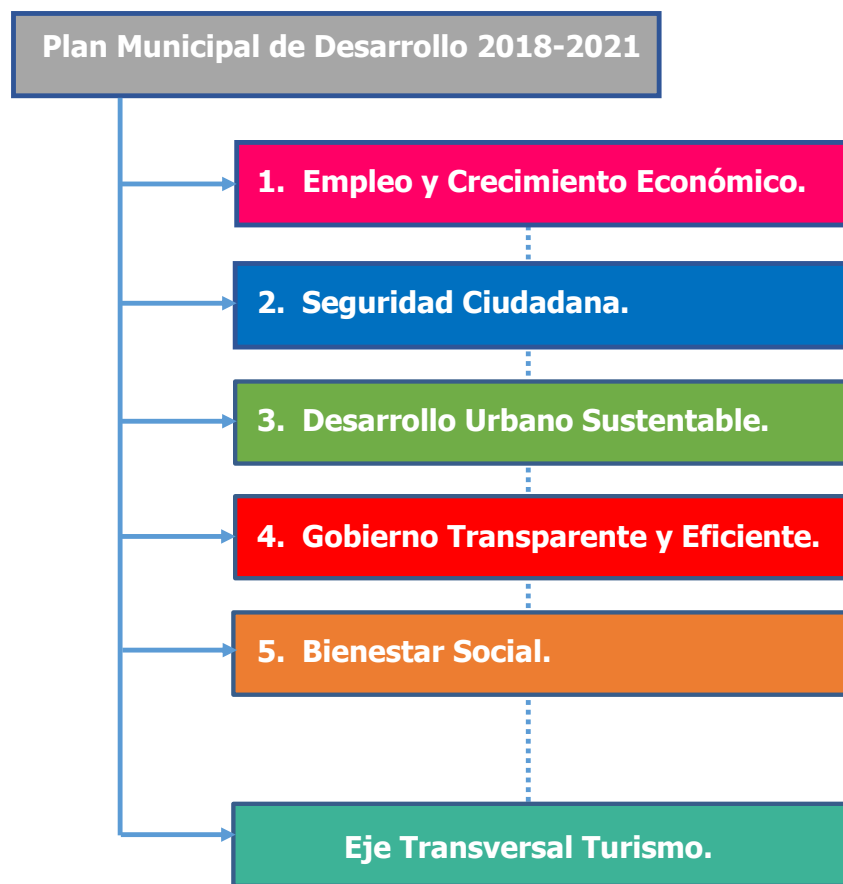 Plan Municipal de Desarrollo 2018-2021
1. Empleo y Crecimiento Económico.
2. Seguridad Ciudadana.
3. Desarrollo Urbano Sustentable.
4. Gobierno Transparente y Eficiente.
5. Bienestar Social.
Eje Transversal Turismo.